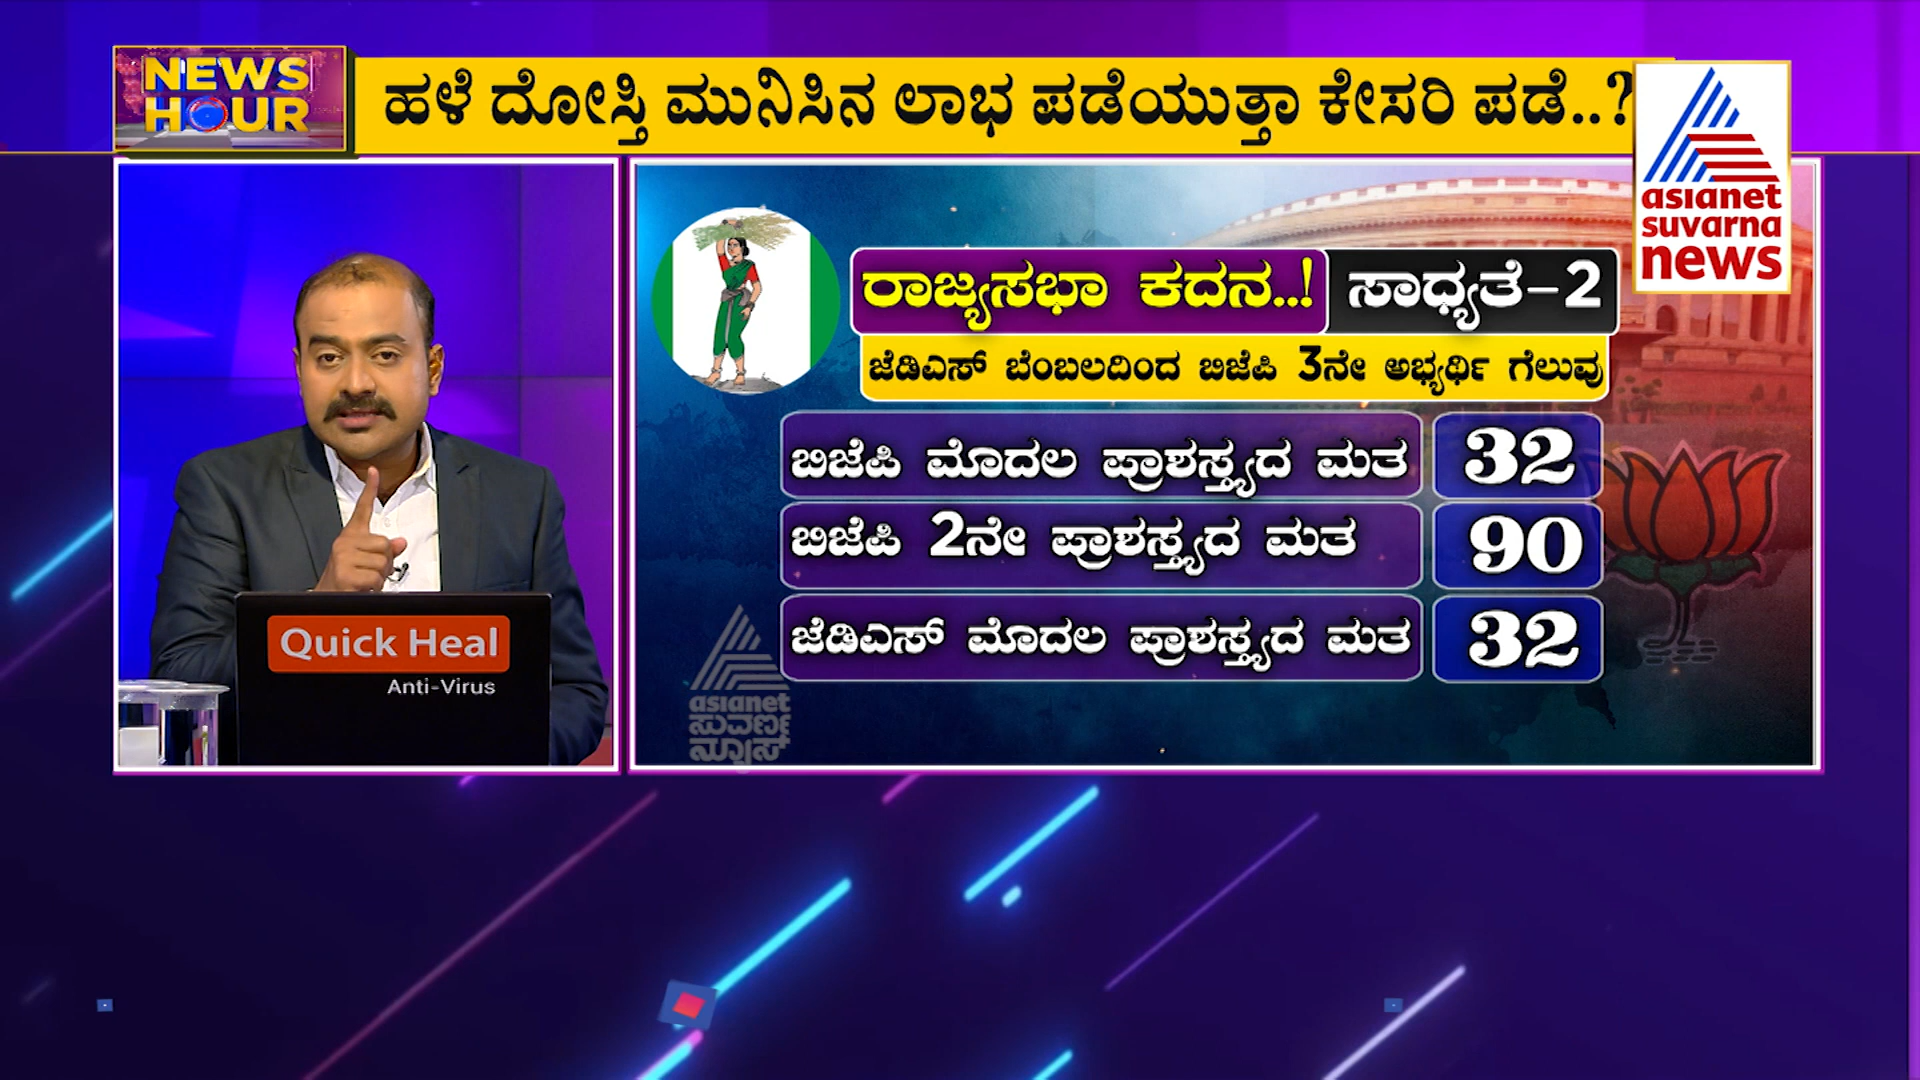 NEWS
HOUR
ಹಳೆ ದೋಸ್ತಿ ಮುನಿಸಿನ ಲಾಭ ಪಡೆಯುತ್ತಾ ಕೇಸರಿ ಪಡೆ..?
asianet
suvarna
news
ರಾಜ್ಯಸಭಾ ಕದನ..! ಸಾಧ್ಯತೆ-2
ಜೆಡಿಎಸ್ ಬೆಂಬಲದಿಂದ ಬಿಜೆಪಿ 3ನೇ ಅಭ್ಯರ್ಥಿ ಗೆಲುವು
ಬಿಜೆಪಿ ಮೊದಲ ಪ್ರಾಶಸ್ತ್ಯದ ಮತ 32
ಬಿಜೆಪಿ 2ನೇ ಪ್ರಾಶಸ್ತ್ಯದ ಮತ 90
ಜೆಡಿಎಸ್ ಮೊದಲ ಪ್ರಾಶಸ್ತ್ಯದ ಮತ 32
Quick Heal
Anti-Virus
asianet
ಸುವರ್ಣ
ನ್ಯೂಸ್